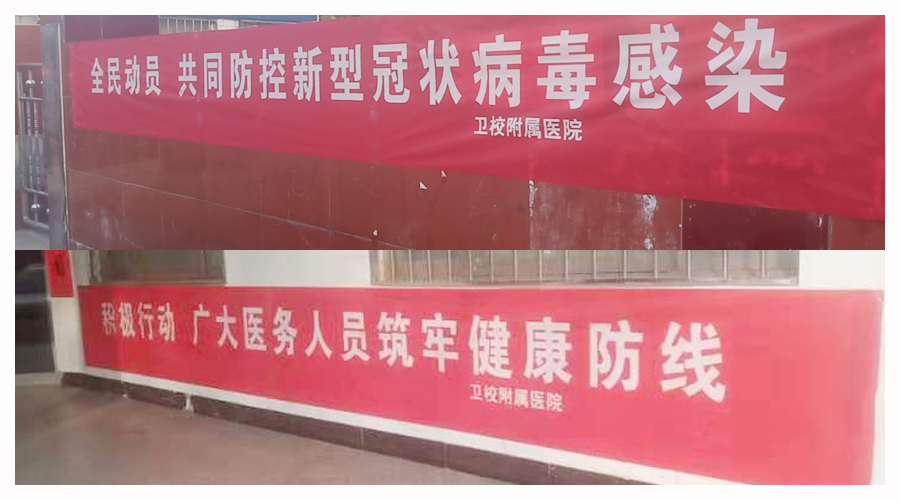 全民动员 共同防控新型冠状病毒感染
卫校附属医院
积极行动 广大医务人员筑牢健康防线
卫校附属医院